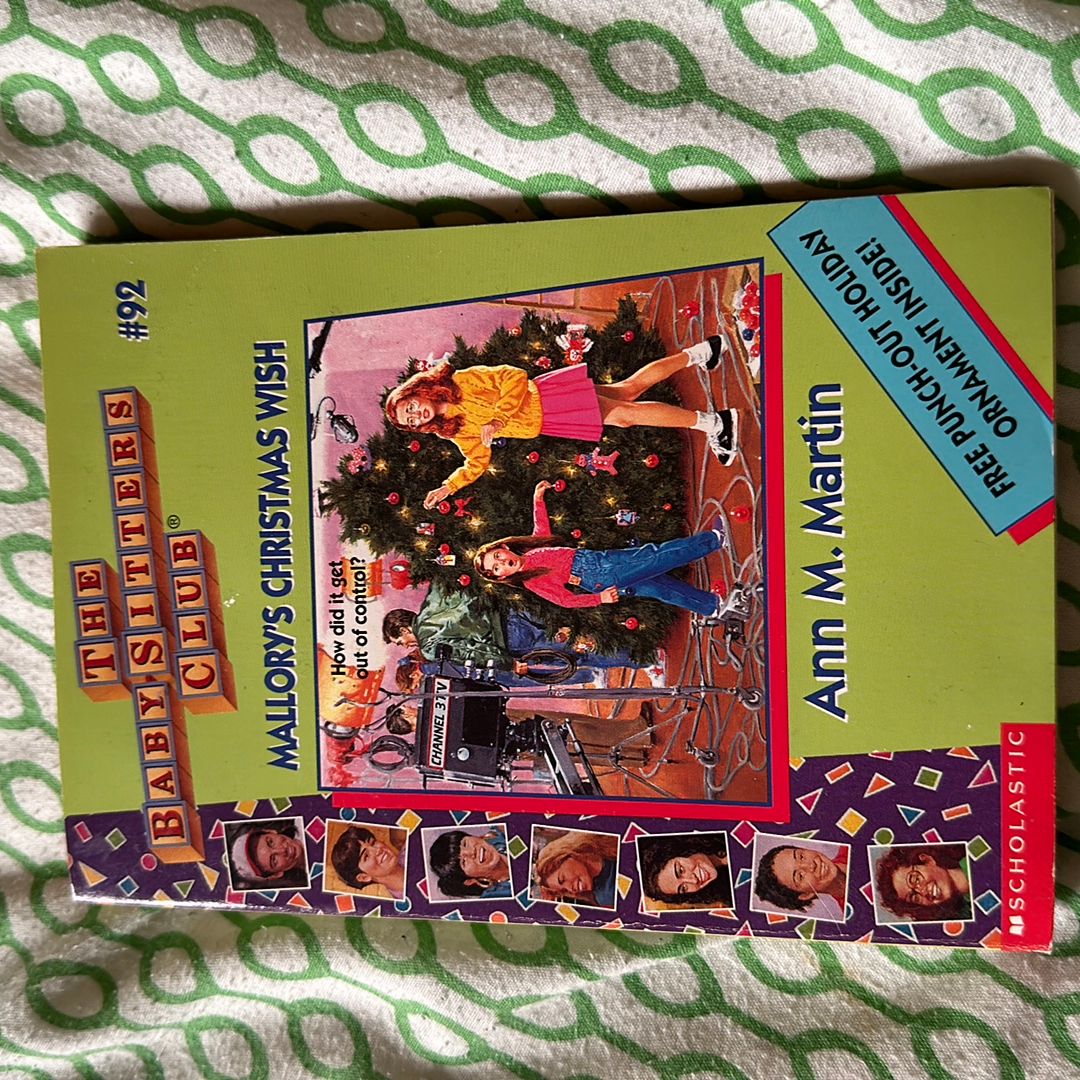 #92
THE
BABY-SITTERS
CLUB®
MALLORY'S CHRISTMAS WISH
How did it get
out of control?
CHANNEL 3 TV
Ann M. Martin
FREE PUNCH-OUT HOLIDAY
ORNAMENT INSIDE!
SCHOLASTIC